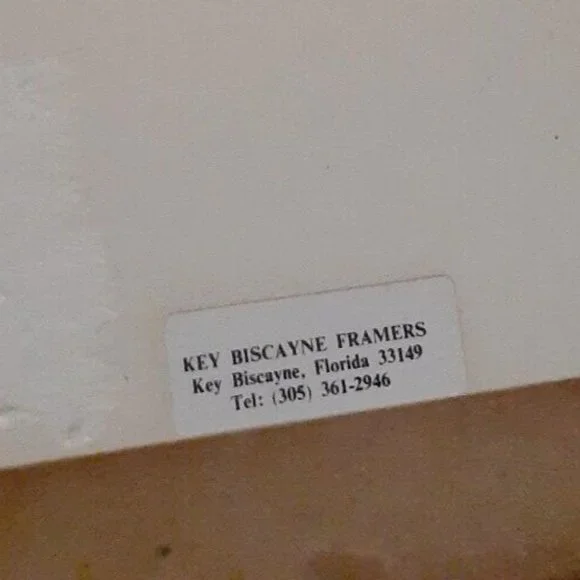 KEY BISCAYNE FRAMERS
Key Biscayne, Florida 33149
Tel: (305) 361-2946